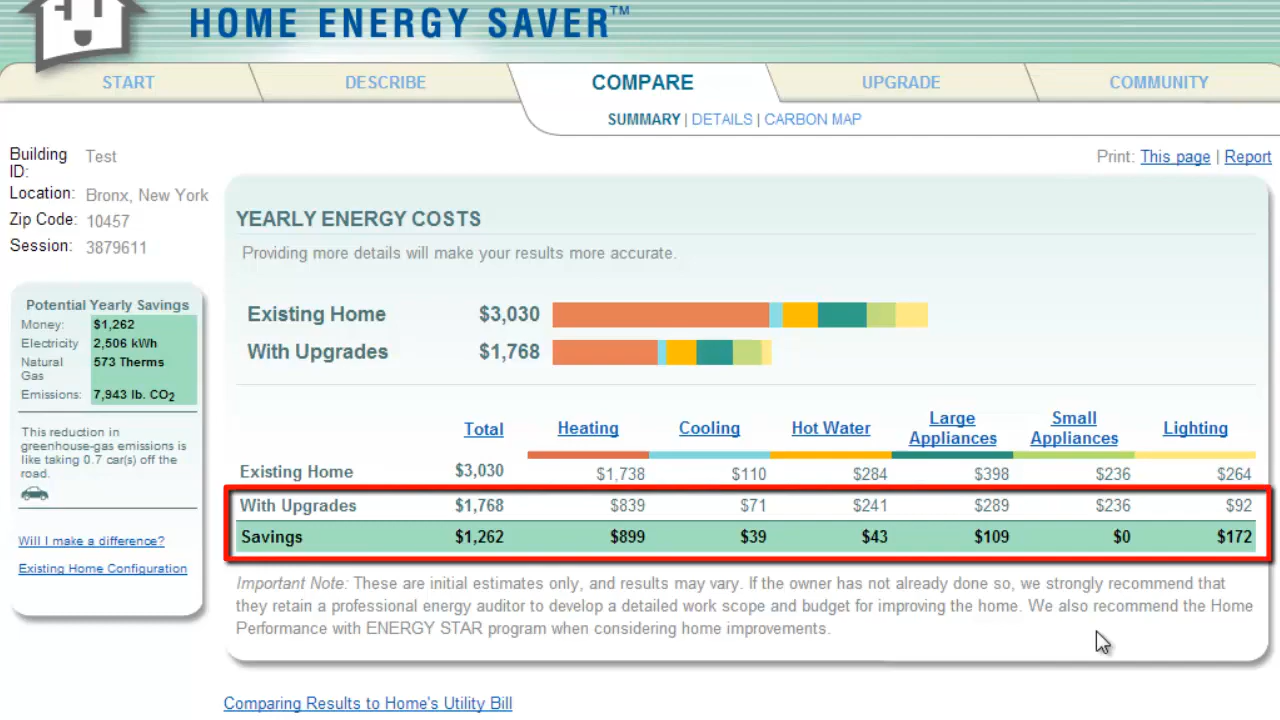 HOME ENERGY SAVER™
START DESCRIBE COMPARE UPGRADE COMMUNITY
SUMMARY | DETAILS | CARBON MAP
Print: This page | Report
Building ID: Test
Location: Bronx, New York
Zip Code: 10457
Session: 3879611
Potential Yearly Savings
Money: $1,262
Electricity 2,506 kWh
Natural Gas 573 Therms
Emissions: 7,943 lb. CO2
This reduction in
greenhouse-gas emissions is
like taking 0.7 car(s) off the
road.
Will I make a difference?
Existing Home Configuration
YEARLY ENERGY COSTS
Providing more details will make your results more accurate.
Existing Home $3,030
With Upgrades $1,768
Total Heating Cooling Hot Water Large Appliances Small Appliances Lighting
Existing Home $3,030 $1,738 $110 $284 $398 $236 $264
With Upgrades $1,768 $839 $71 $241 $289 $236 $92
Savings $1,262 $899 $39 $43 $109 $0 $172
Important Note: These are initial estimates only, and results may vary. If the owner has not already done so, we strongly recommend that
they retain a professional energy auditor to develop a detailed work scope and budget for improving the home. We also recommend the Home
Performance with ENERGY STAR program when considering home improvements.
Comparing Results to Home's Utility Bill